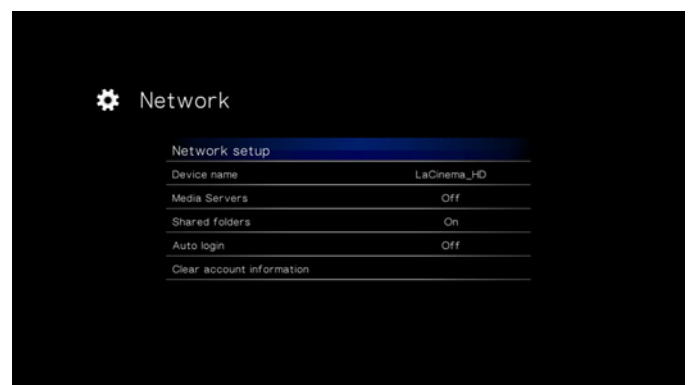 Network
Network setup
Device name LaCinema_HD
Media Servers Off
Shared folders On
Auto login Off
Clear account information